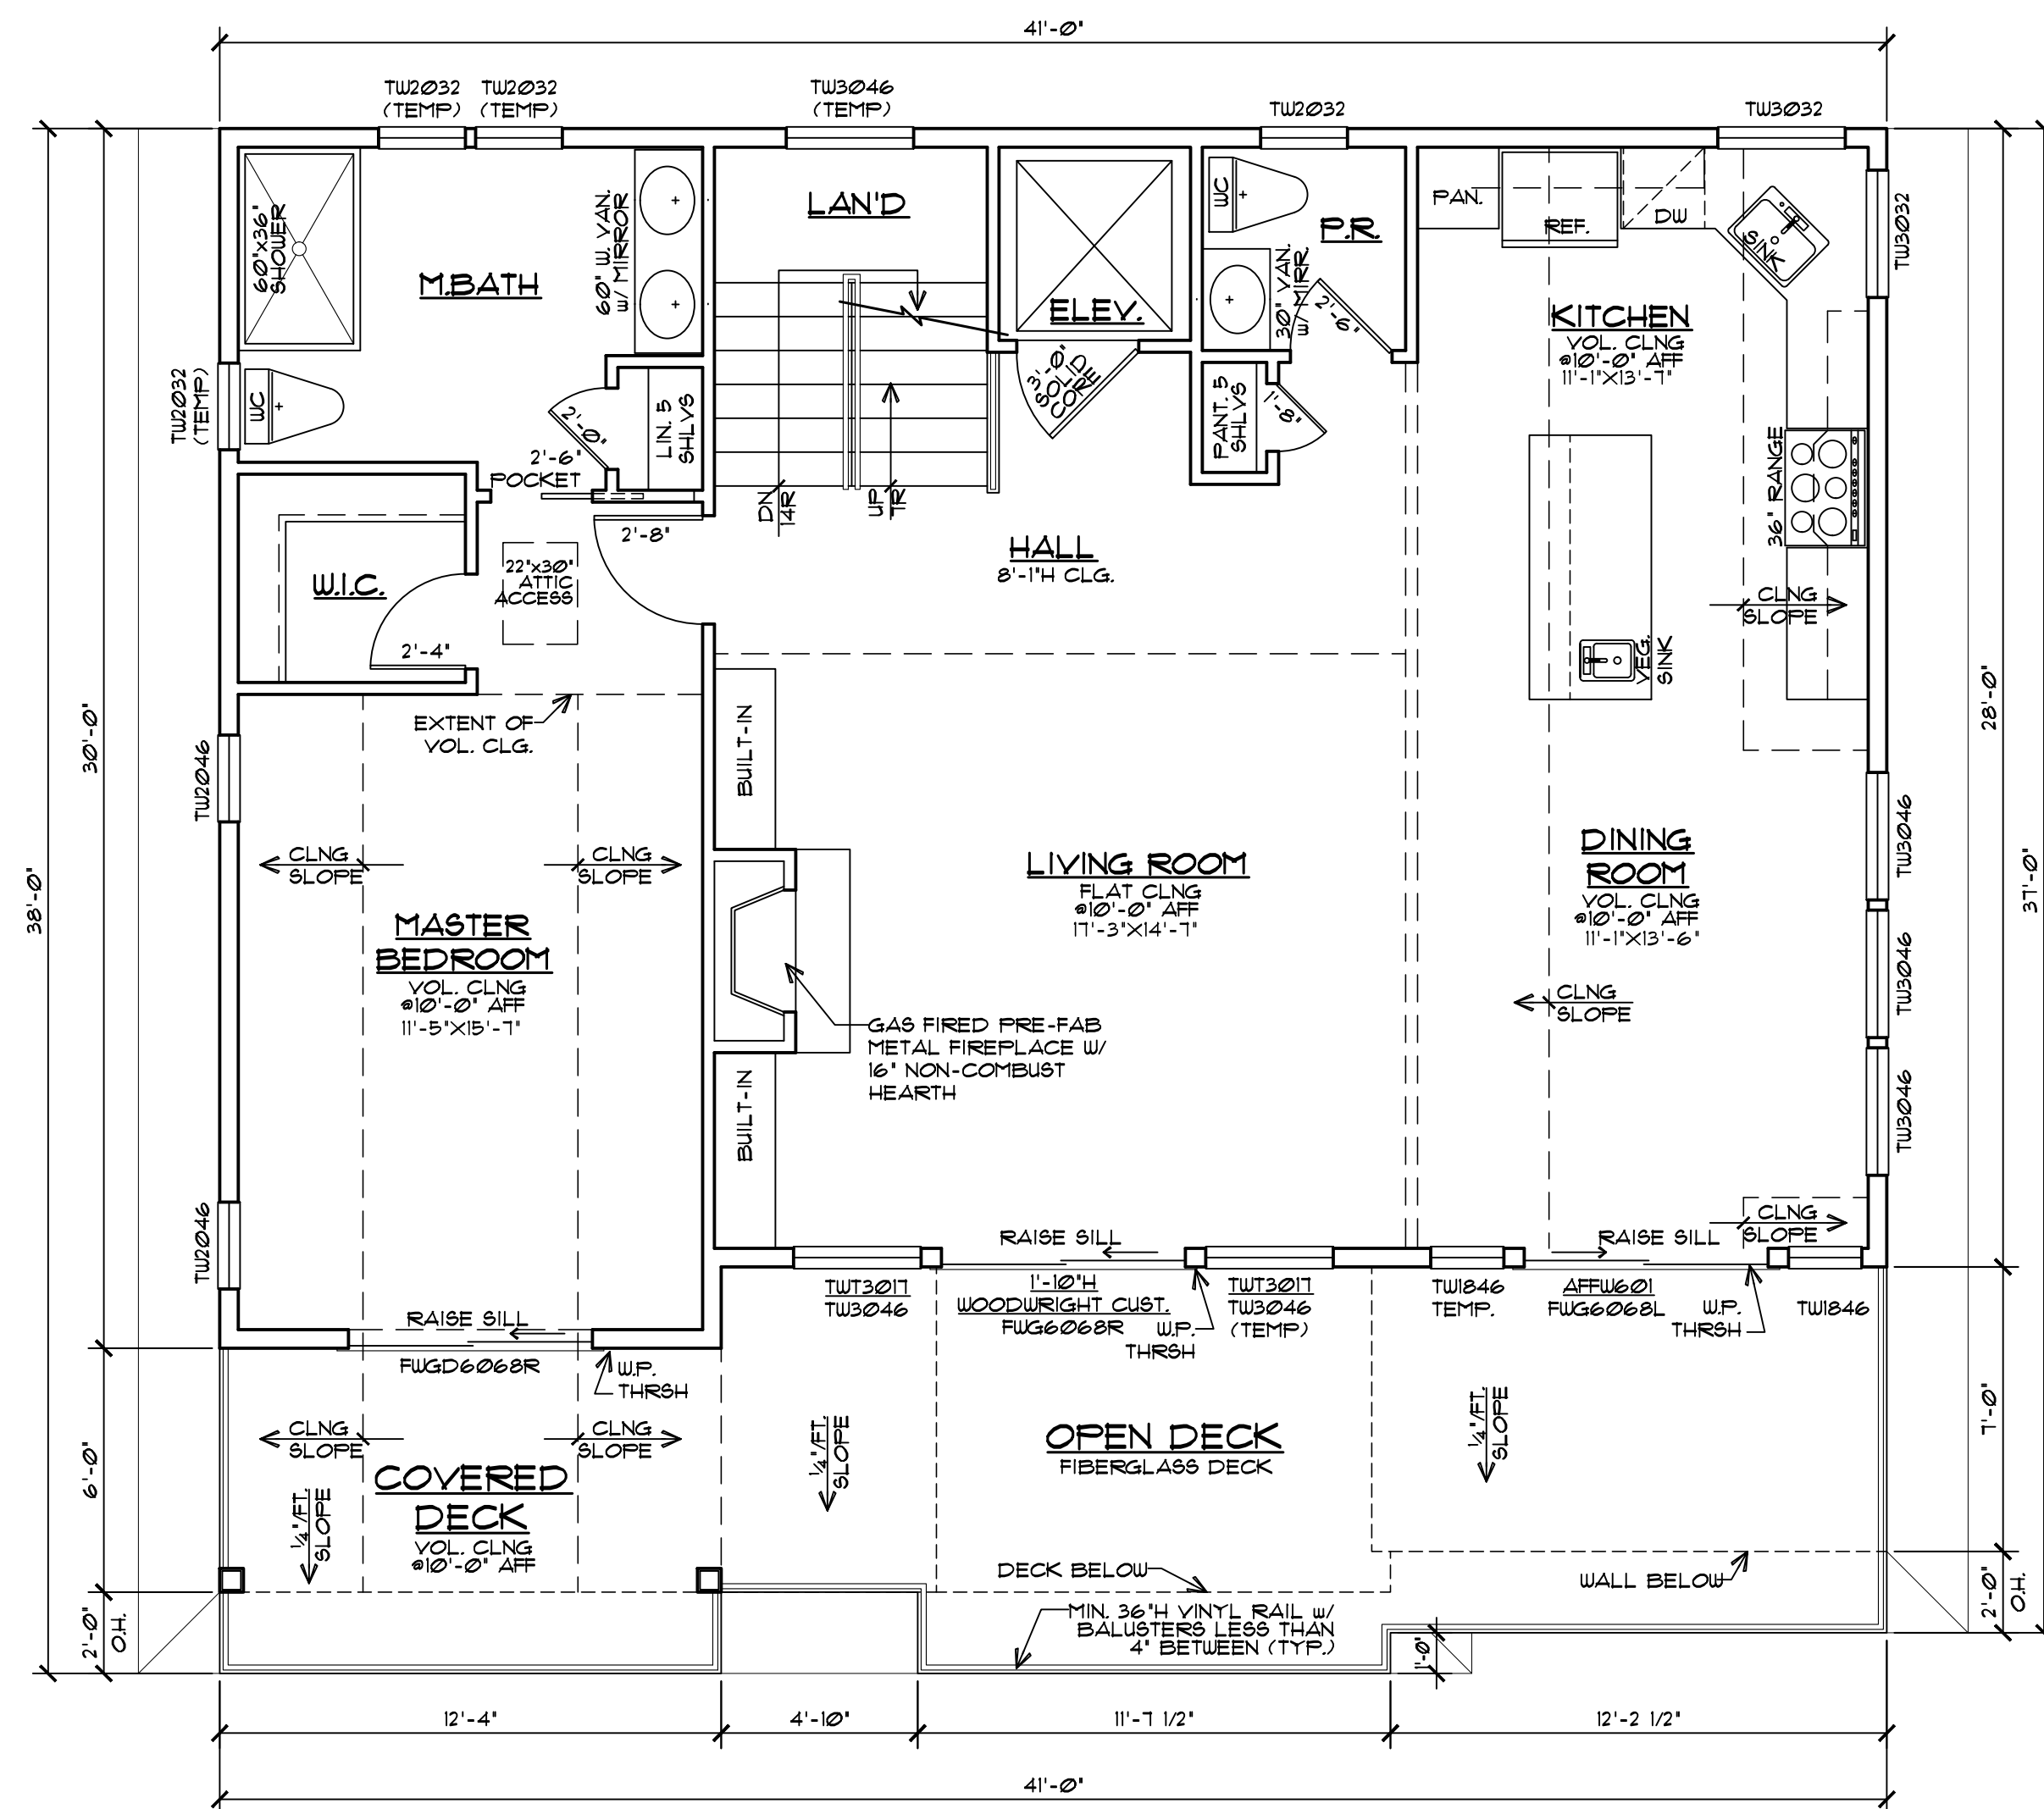 41'-0"
TW2032
(TEMP)
TW2032
(TEMP)
TW3046
(TEMP)
TW2032
TW3032
60"x36"
SHOWER
M.BATH
60" W. VAN.
w/ MIRROR
LAN'D
ELEV.
3'-0"
SOLID
CORE
WC
P.R.
30" VAN.
w/ MIRR.
2'-6"
PAN.
REF.
DW
SINK
TW3032
KITCHEN
VOL. CLNG
@10'-0" AFF
11'-1"X13'-7"
TW2032
(TEMP)
WC
2'-0"
LIN. 5
SHLVS
2'-6"
POCKET
PANT. 5
SHLVS
1'-8"
36" RANGE
DN
14R
UP
1R
2'-8"
HALL
8'-1"H CLG.
W.I.C.
22"x30"
ATTIC
ACCESS
2'-4"
CLNG
SLOPE
VEG.
SINK
EXTENT OF
VOL. CLG.
BUILT-IN
30'-0"
38'-0"
28'-0"
37'-0"
TW2046
TW3046
TW3046
TW3046
CLNG
SLOPE
CLNG
SLOPE
MASTER
BEDROOM
VOL. CLNG
@10'-0" AFF
11'-5"X15'-7"
LIVING ROOM
FLAT CLNG
@10'-0" AFF
17'-3"X14'-7"
DINING
ROOM
VOL. CLNG
@10'-0" AFF
11'-1"X13'-6"
CLNG
SLOPE
GAS FIRED PRE-FAB
METAL FIREPLACE W/
16" NON-COMBUST
HEARTH
BUILT-IN
TW2046
CLNG
SLOPE
RAISE SILL
RAISE SILL
RAISE SILL
TWT3017
TW3046
1'-10"H
WOODWRIGHT CUST.
FWG6068R
W.P.
THRSH
TWT3017
TW3046
(TEMP)
TW1846
TEMP.
AFFW601
FWG6068L
W.P.
THRSH
TW1846
FWGD6068R
W.P.
THRSH
CLNG
SLOPE
CLNG
SLOPE
1/4"/FT.
SLOPE
OPEN DECK
FIBERGLASS DECK
1/4"/FT.
SLOPE
COVERED
DECK
VOL. CLNG
@10'-0" AFF
1/4"/FT.
SLOPE
6'-0"
7'-0"
DECK BELOW
WALL BELOW
MIN. 36"H VINYL RAIL w/
BALUSTERS LESS THAN
4" BETWEEN (TYP.)
2'-0"
O.H.
1'-0"
2'-0"
O.H.
12'-4"
4'-10"
11'-7 1/2"
12'-2 1/2"
41'-0"